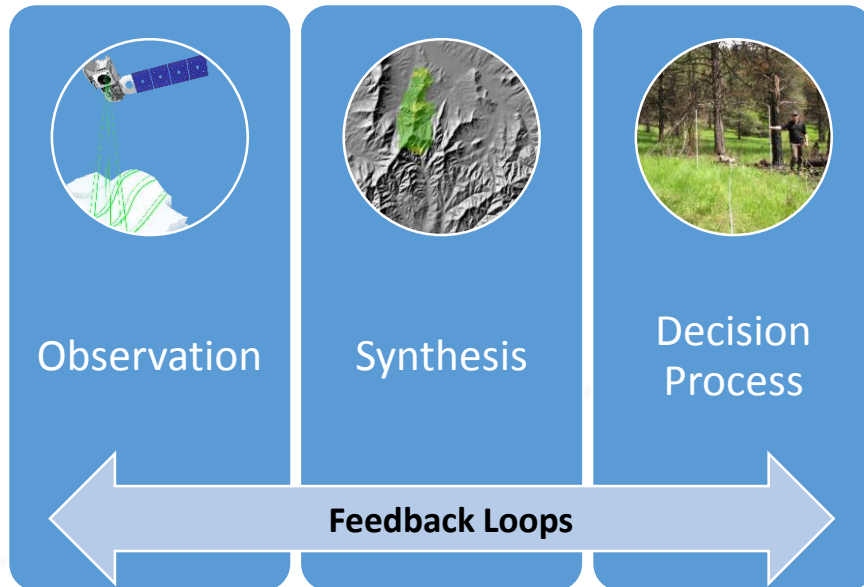 Observation
Synthesis
Decision
Process
Feedback Loops